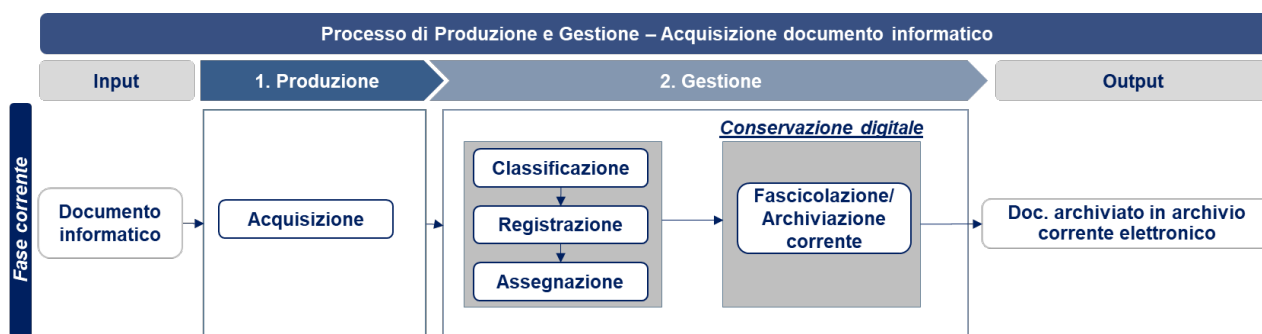 Processo di Produzione e Gestione – Acquisizione documento informatico
Input
1. Produzione
2. Gestione
Output
Fase corrente
Documento
informatico
Acquisizione
Classificazione
Registrazione
Assegnazione
Conservazione digitale
Fascicolazione/
Archiviazione
corrente
Doc. archiviato in archivio
corrente elettronico